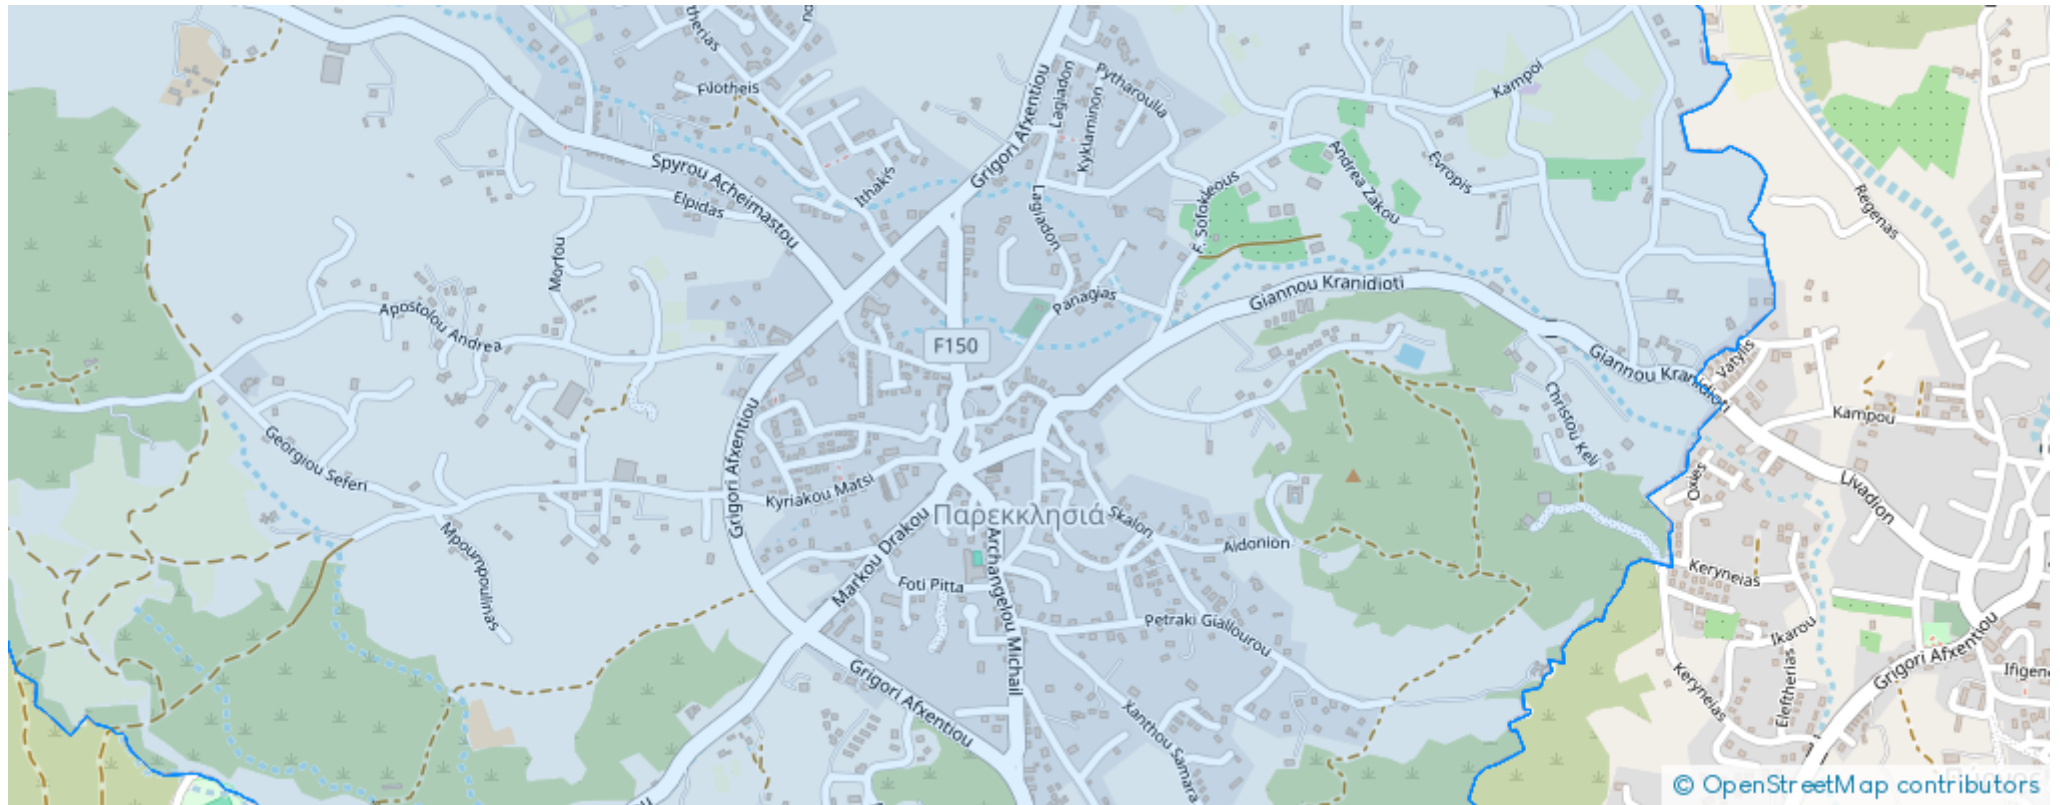 Filotheis
Grigori Afxentiou
Lagiadon
Pytharoulla
Kyklaminon
Kampoi
Spyrou Acheimastou
Elpidas
Ithakis
Lagiadon
F. Sofokleous
Andrea Zakou
Evropis
Regenas
Morfou
Apostolou Andrea
Panagias
Giannou Kranidioti
F150
Giannou Kranidioti
Vatylis
Christou Keli
Kampou
Georgiou Seferi
Grigori Afxentiou
Kyriakou Matsi
Oxies
Livadion
Παρεκκλησιά
Skalon
Aidonion
Mpoumpoulinas
Markou Drakou
Foti Pitta
Archangelou Michail
Petraki Giallourou
Keryneias
Ikarou
Eleftherias
Keryneias
Grigori Afxentiou
Grigori Afxentiou
Xanthou Samara
© OpenStreetMap contributors